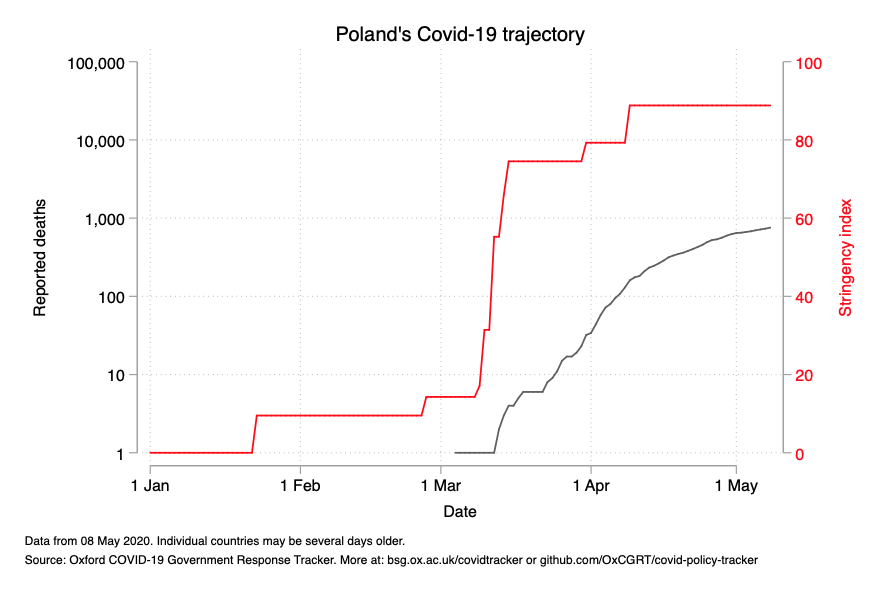 Poland's Covid-19 trajectory
100,000
10,000
1,000
100
10
1
Reported deaths
100
80
60
40
20
0
Stringency index
1 Jan 1 Feb 1 Mar 1 Apr 1 May
Date
Data from 08 May 2020. Individual countries may be several days older.
Source: Oxford COVID-19 Government Response Tracker. More at: bsg.ox.ac.uk/covidtracker or github.com/OxCGRT/covid-policy-tracker